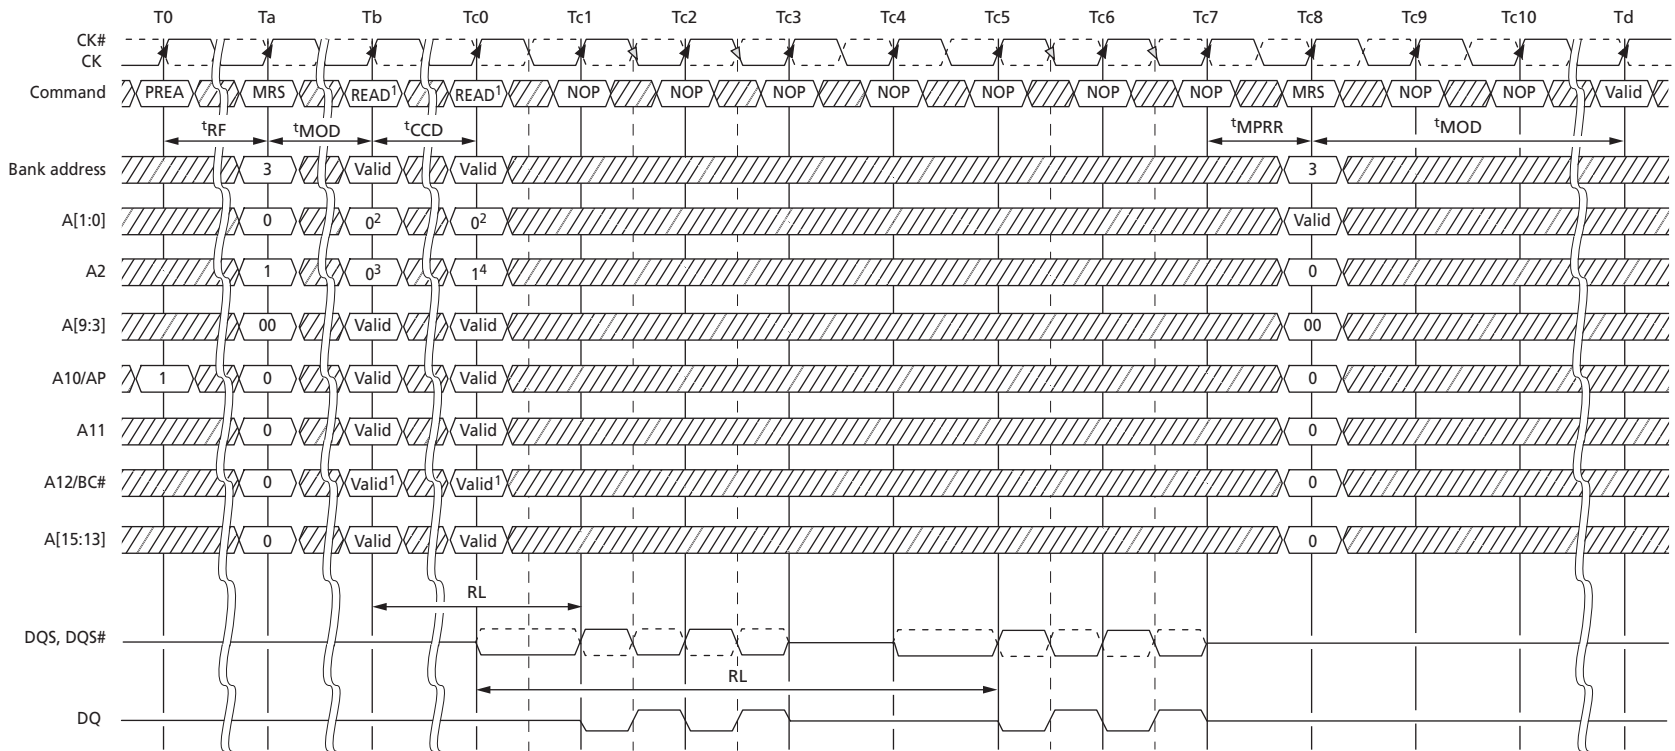 T0 Ta Tb Tc0 Tc1 Tc2 Tc3 Tc4 Tc5 Tc6 Tc7 Tc8 Tc9 Tc10 Td
CK#
CK
Command PREA MRS READ¹ READ¹ NOP NOP NOP NOP NOP NOP NOP MRS NOP NOP Valid
ᵗRF ᵗMOD ᵗCCD ᵗMPRR ᵗMOD
Bank address 3 Valid Valid 3
A[1:0] 0 0² 0² Valid
A2 1 0³ 1⁴ 0
A[9:3] 00 Valid Valid 00
A10/AP 1 0 Valid Valid 0
A11 0 Valid Valid 0
A12/BC# 0 Valid¹ Valid¹ 0
A[15:13] 0 Valid Valid 0
RL
DQS, DQS#
RL
DQ